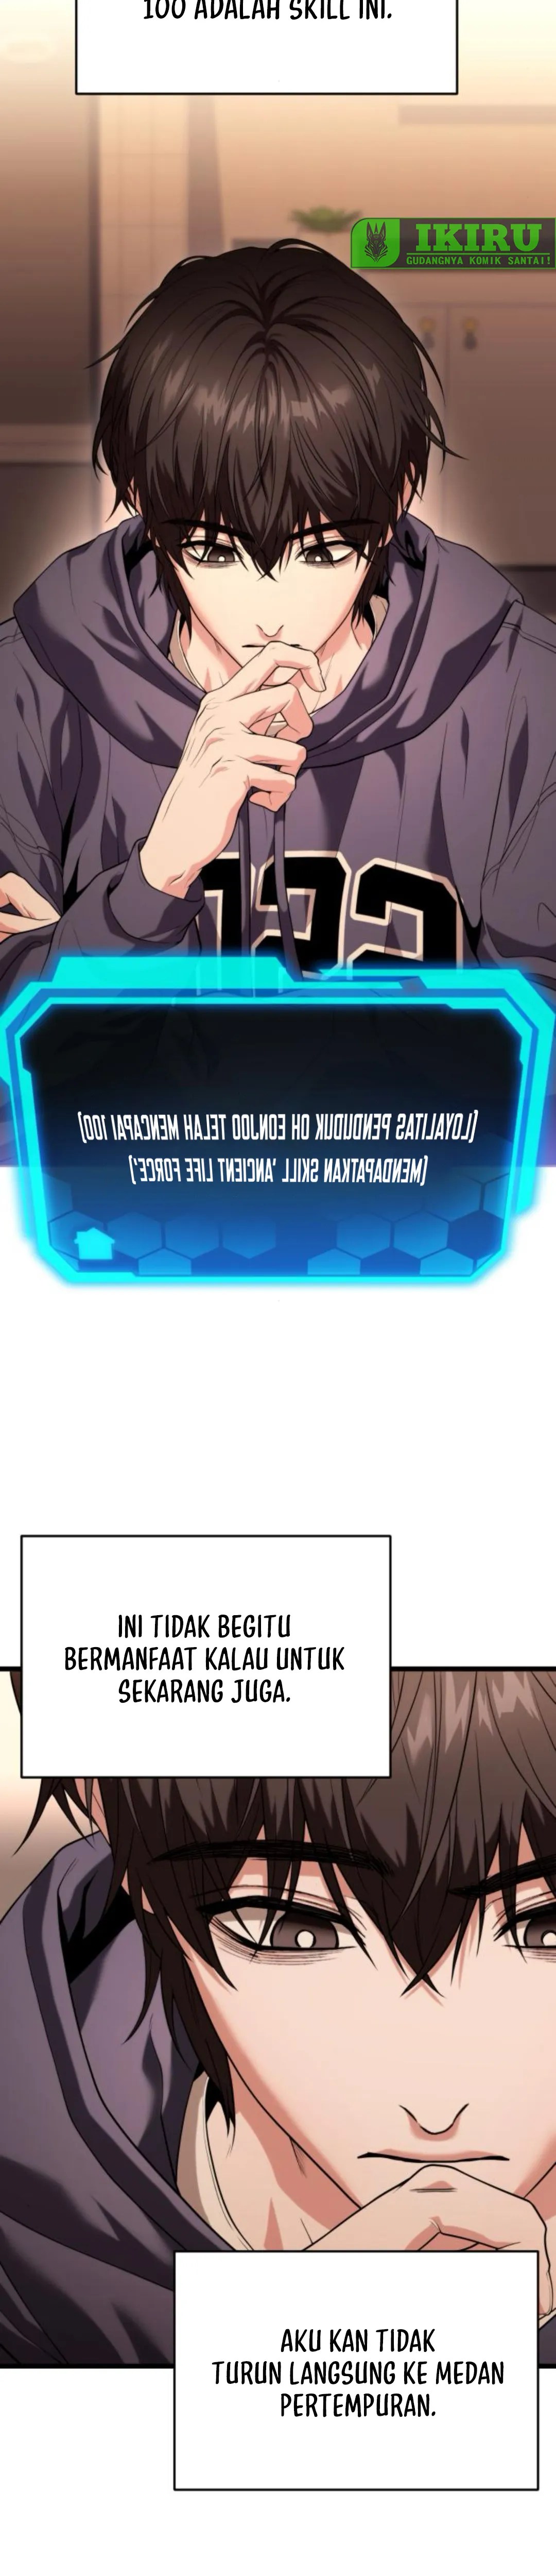 100 ADALAH SKILL INI.
IKIRU
GUDANGNYA KOMIK SANTAI!
[LOYALITAS PENDUDUK OH EONJOO TELAH MENCAPAI 100]
[MENDAPATKAN SKILL 'ANCIENT LIFE FORCE']
INI TIDAK BEGITU
BERMANFAAT KALAU UNTUK
SEKARANG JUGA.
AKU KAN TIDAK
TURUN LANGSUNG KE MEDAN
PERTEMPURAN.